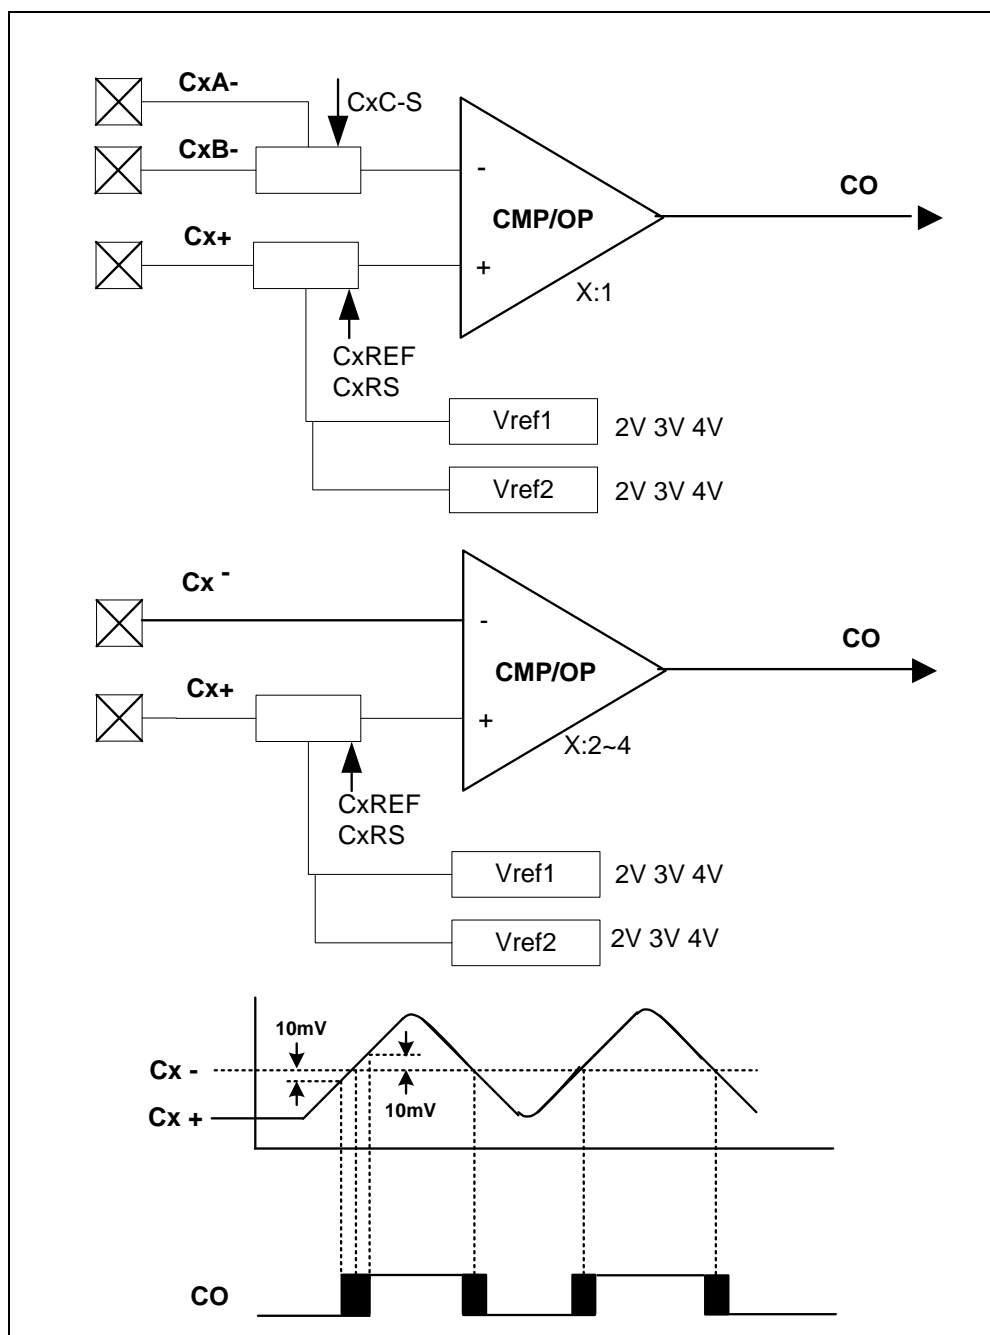 CxA-
CxC-S
CxB-
-
CMP/OP
CO
Cx+
+
X:1
CxREF
CxRS
Vref1
2V 3V 4V
Vref2
2V 3V 4V
Cx -
-
CMP/OP
CO
Cx+
+
X:2~4
CxREF
CxRS
Vref1
2V 3V 4V
Vref2
2V 3V 4V
10mV
Cx -
10mV
Cx +
CO